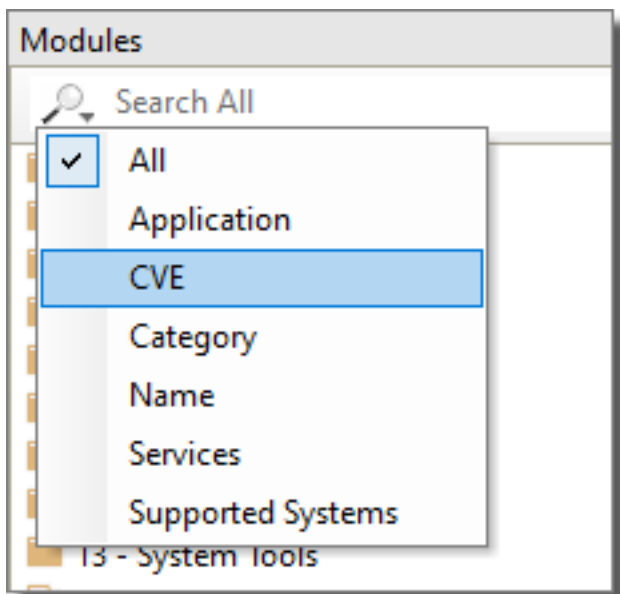 Modules
Search All
All
Application
CVE
Category
Name
Services
Supported Systems
13 - System Tools